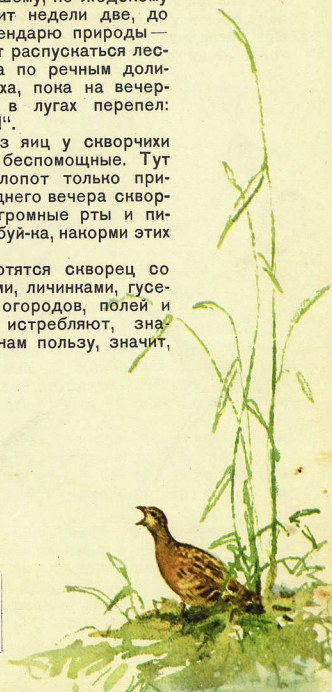 шому, по людскому
ит недели две, до
ендарю природы—
т распускаться лес-
а по речным доли-
ха, пока на вечер-
в лугах перепел:
“.
з яиц у скворчихи
беспомощные. Тут
лопот только при-
днего вечера сквор-
громные рты и пи-
буй-ка, накорми этих
отятся скворец со
ми, личинками, гусе-
огородов, полей и
истребляют, зна-
нам пользу, значит,